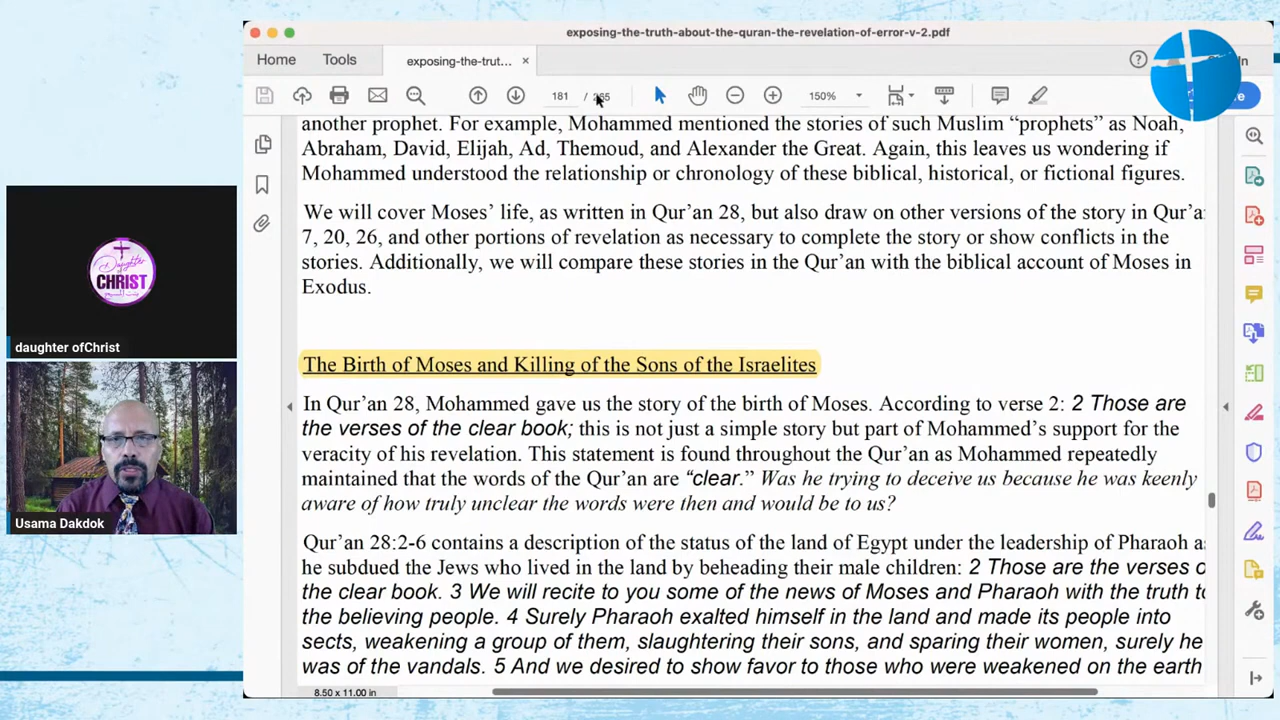 exposing-the-truth-about-the-quran-the-revelation-of-error-v-2.pdf
Home
Tools
exposing-the-trut...
181 /
150%
another prophet. For example, Mohammed mentioned the stories of such Muslim “prophets” as Noah,
Abraham, David, Elijah, Ad, Themoud, and Alexander the Great. Again, this leaves us wondering if
Mohammed understood the relationship or chronology of these biblical, historical, or fictional figures.
We will cover Moses’ life, as written in Qur’an 28, but also draw on other versions of the story in Qur’a
7, 20, 26, and other portions of revelation as necessary to complete the story or show conflicts in the
stories. Additionally, we will compare these stories in the Qur’an with the biblical account of Moses in
Exodus.
The Birth of Moses and Killing of the Sons of the Israelites
In Qur’an 28, Mohammed gave us the story of the birth of Moses. According to verse 2: 2 Those are
the verses of the clear book; this is not just a simple story but part of Mohammed’s support for the
veracity of his revelation. This statement is found throughout the Qur’an as Mohammed repeatedly
maintained that the words of the Qur’an are “clear.” Was he trying to deceive us because he was keenly
aware of how truly unclear the words were then and would be to us?
Qur’an 28:2-6 contains a description of the status of the land of Egypt under the leadership of Pharaoh a
he subdued the Jews who lived in the land by beheading their male children: 2 Those are the verses o
the clear book. 3 We will recite to you some of the news of Moses and Pharaoh with the truth to
the believing people. 4 Surely Pharaoh exalted himself in the land and made its people into
sects, weakening a group of them, slaughtering their sons, and sparing their women, surely he
was of the vandals. 5 And we desired to show favor to those who were weakened on the earth
8.50 x 11.00 in
Daughter
of
CHRIST
daughter ofChrist
Usama Dakdok